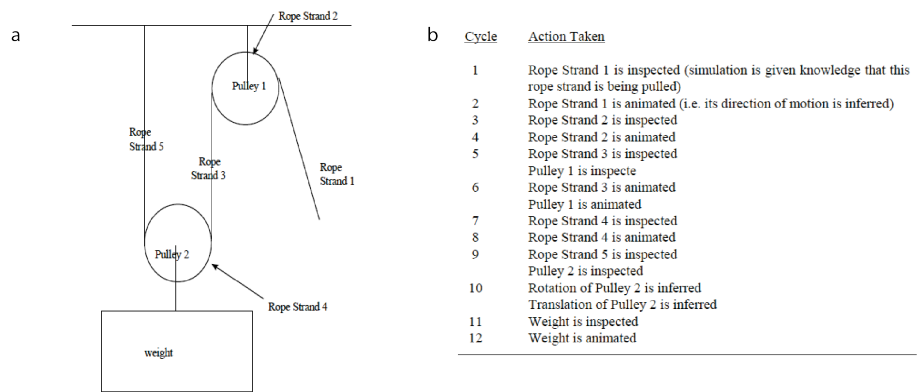 a
Rope Strand 2
Pulley 1
Rope
Strand 5
Rope
Strand 3
Rope
Strand 1
Pulley 2
Rope Strand 4
weight
b
Cycle Action Taken
1 Rope Strand 1 is inspected (simulation is given knowledge that this
rope strand is being pulled)
2 Rope Strand 1 is animated (i.e. its direction of motion is inferred)
3 Rope Strand 2 is inspected
4 Rope Strand 2 is animated
5 Rope Strand 3 is inspected
Pulley 1 is inspecte
6 Rope Strand 3 is animated
Pulley 1 is animated
7 Rope Strand 4 is inspected
8 Rope Strand 4 is animated
9 Rope Strand 5 is inspected
Pulley 2 is inspected
10 Rotation of Pulley 2 is inferred
Translation of Pulley 2 is inferred
11 Weight is inspected
12 Weight is animated